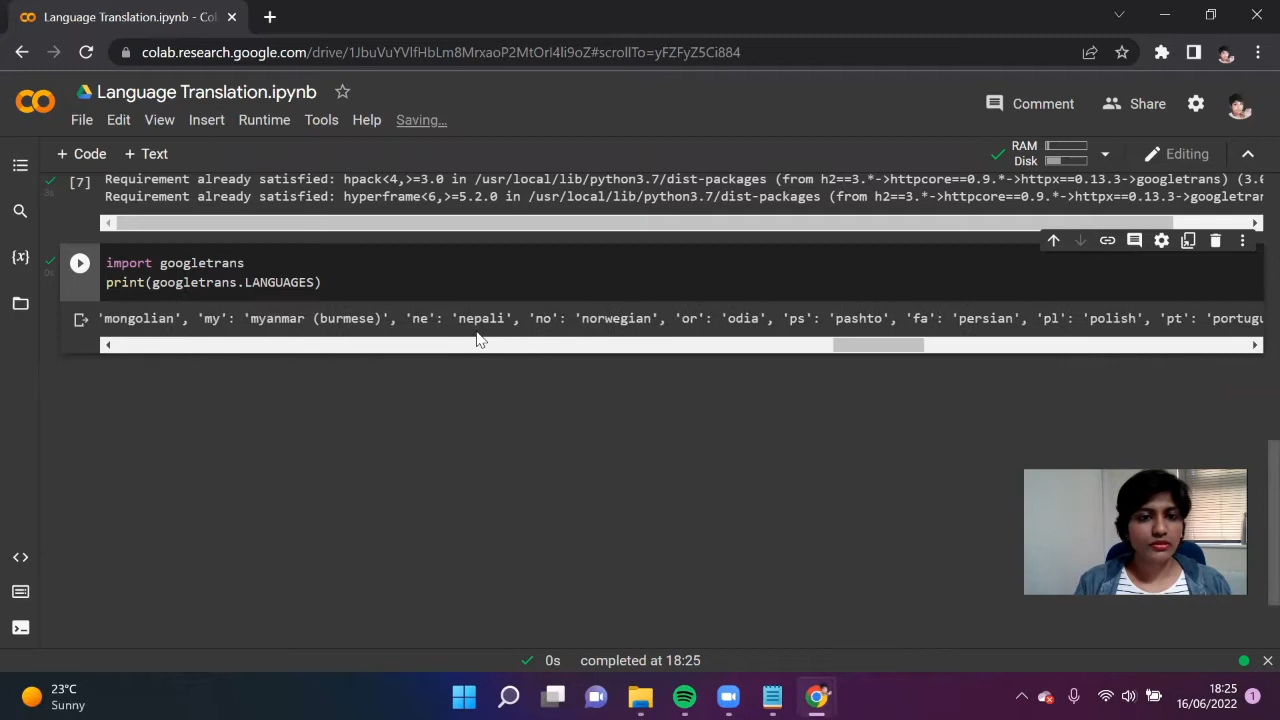 Language Translation.ipynb - Col
colab.research.google.com/drive/1JbuVuYVlfHbLm8MrxaoP2MtOrl4li9oZ#scrollTo=yFZFyZ5Ci884
Language Translation.ipynb
Comment
Share
File Edit View Insert Runtime Tools Help Saving...
+ Code + Text
RAM
Disk
Editing
[7]
3s
Requirement already satisfied: hpack<4,>=3.0 in /usr/local/lib/python3.7/dist-packages (from h2==3.*->httpcore==0.9.*->httpx==0.13.3->googletrans) (3.0
Requirement already satisfied: hyperframe<6,>=5.2.0 in /usr/local/lib/python3.7/dist-packages (from h2==3.*->httpcore==0.9.*->httpx==0.13.3->googletran
{x}
0s
import googletrans
print(googletrans.LANGUAGES)
'mongolian', 'my': 'myanmar (burmese)', 'ne': 'nepali', 'no': 'norwegian', 'or': 'odia', 'ps': 'pashto', 'fa': 'persian', 'pl': 'polish', 'pt': 'portugu
0s completed at 18:25
23°C
Sunny
18:25
16/06/2022
1